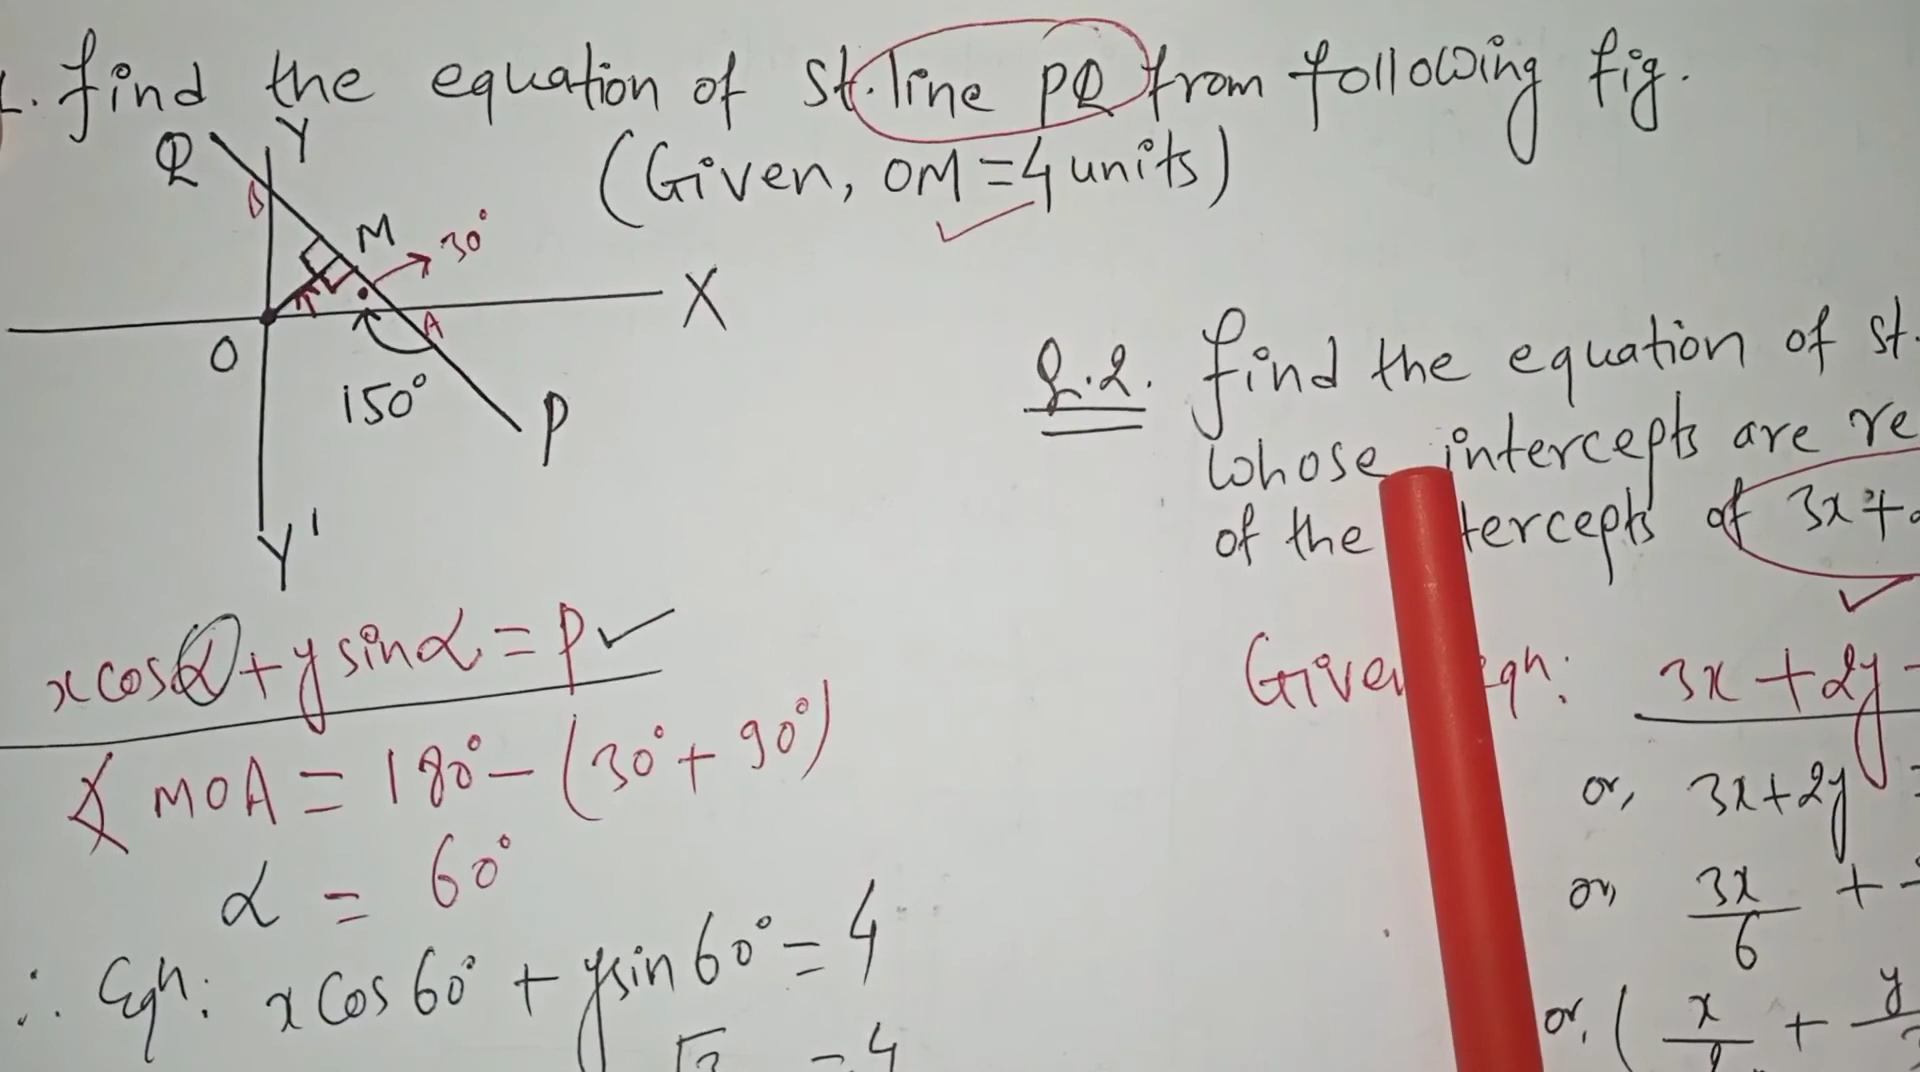 1. find the equation of st. line PQ from following fig.
(Given, OM = 4 units)
Q
Y
B
M
30°
X
O
A
150°
P
Y'
x cosα + y sinα = p
∡ MOA = 180° - (30° + 90°)
α = 60°
∴ Eqn: x cos 60° + y sin 60° = 4
= 4
Q.2. find the equation of st.
whose intercepts are re
of the tercepts of 3x +
Given Eqn: 3x + 2y -
or, 3x + 2y =
or, 3x/6 +
or, ( x/2 + y